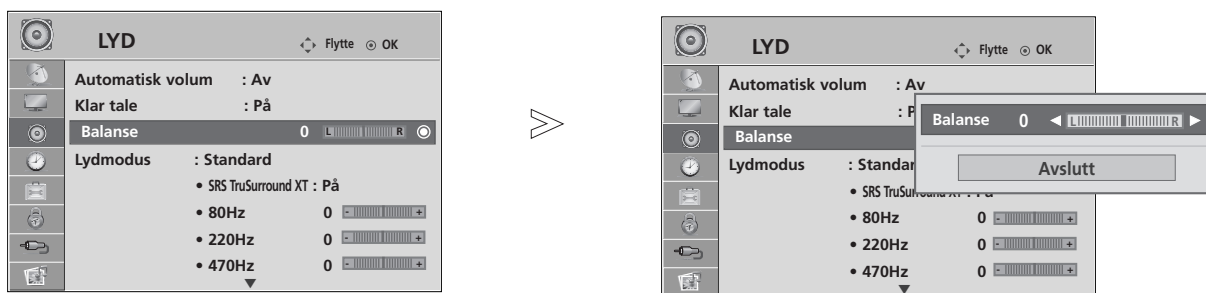 LYD
Flytte OK
Automatisk volum : Av
Klar tale : På
Balanse 0 L R
Lydmodus : Standard
• SRS TruSurround XT : På
• 80Hz 0 - +
• 220Hz 0 - +
• 470Hz 0 - +
LYD
Flytte OK
Automatisk volum : Av
Klar tale : P
Balanse
Balanse 0 L R
Avslutt
Lydmodus : Standar
• SRS
• 80Hz 0 - +
• 220Hz 0 - +
• 470Hz 0 - +